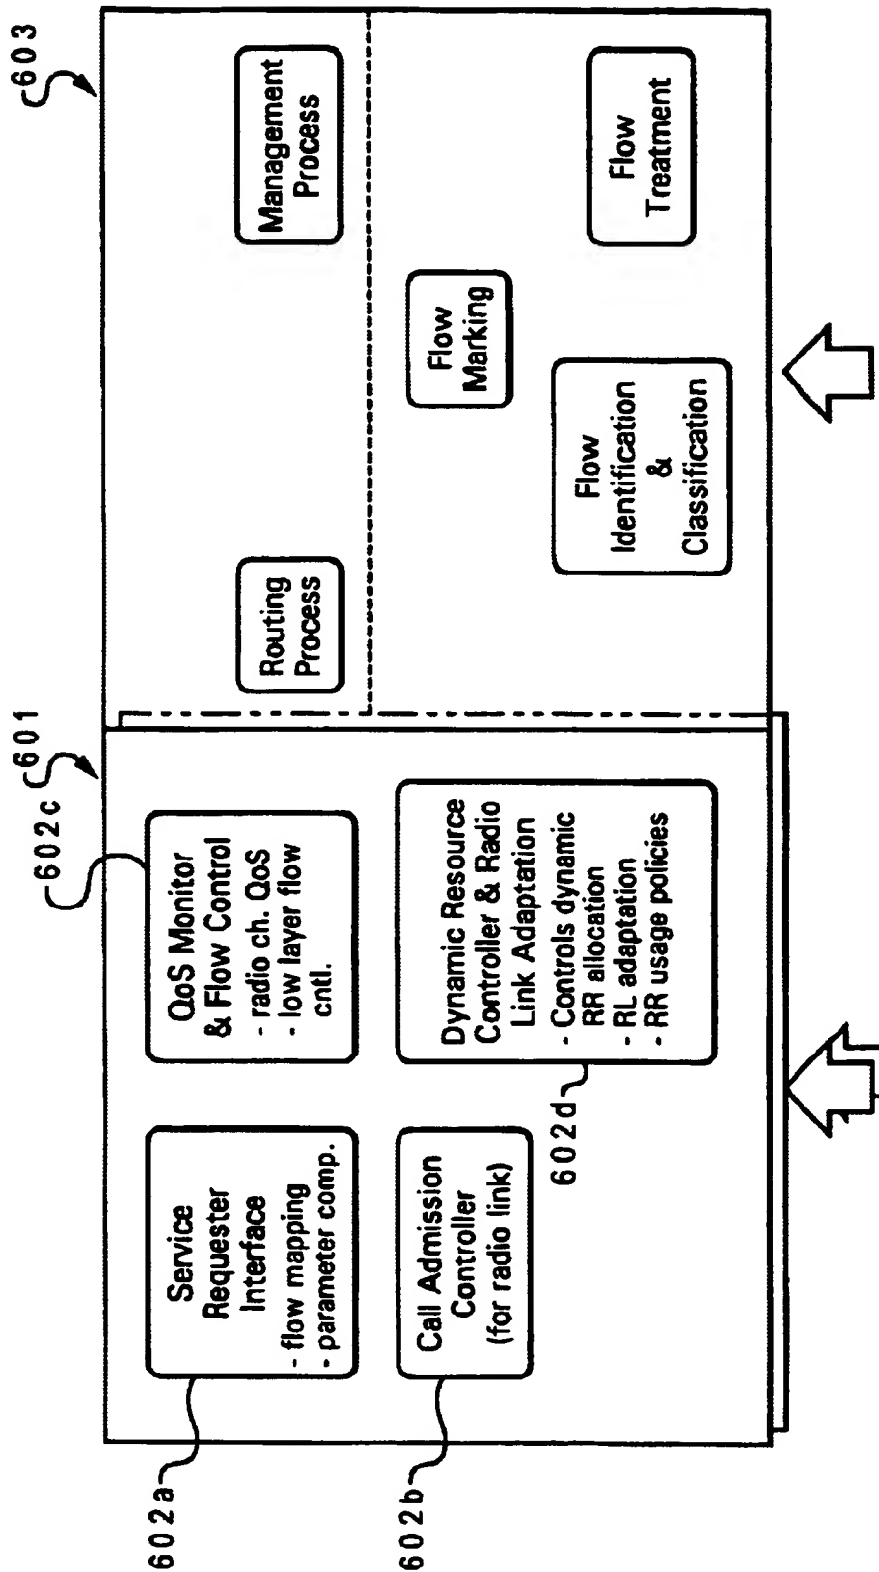 602c
601
603
602a
Service
Requester
Interface
- flow mapping
- parameter comp.
QoS Monitor
& Flow Control
- radio ch. QoS
- low layer flow
cntl.
Routing
Process
Management
Process
602b
Call Admission
Controller
(for radio link)
602d
Dynamic Resource
Controller & Radio
Link Adaptation
- Controls dynamic
RR allocation
- RL adaptation
- RR usage policies
Flow
Marking
Flow
Identification
&
Classification
Flow
Treatment